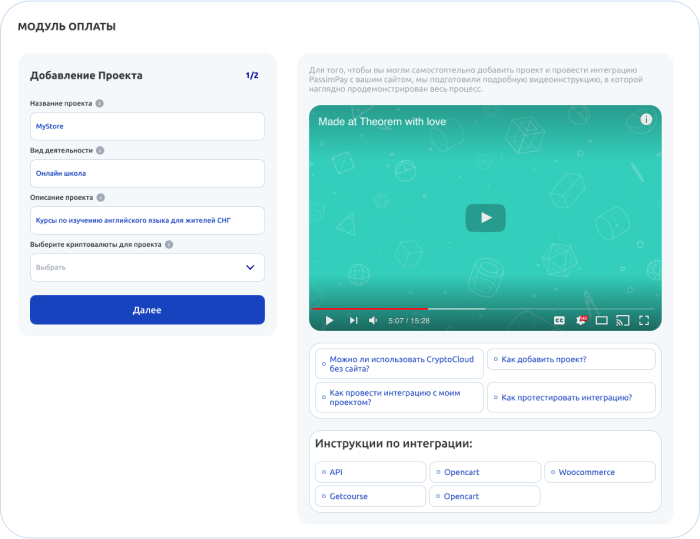 МОДУЛЬ ОПЛАТЫ
Добавление Проекта
1/2
Название проекта
MyStore
Вид деятельности
Онлайн школа
Описание проекта
Курсы по изучению английского языка для жителей СНГ
Выберите криптовалюты для проекта
Выбрать
Далее
Для того, чтобы вы могли самостоятельно добавить проект и провести интеграцию
PassimPay с вашим сайтом, мы подготовили подробную видеоинструкцию, в которой
наглядно продемонстрирован весь процесс.
Made at Theorem with love
5:07 / 15:28
CC
HD
Можно ли использовать CryptoCloud
без сайта?
Как добавить проект?
Как провести интеграцию с моим
проектом?
Как протестировать интеграцию?
Инструкции по интеграции:
API
Opencart
Woocommerce
Getcourse
Opencart